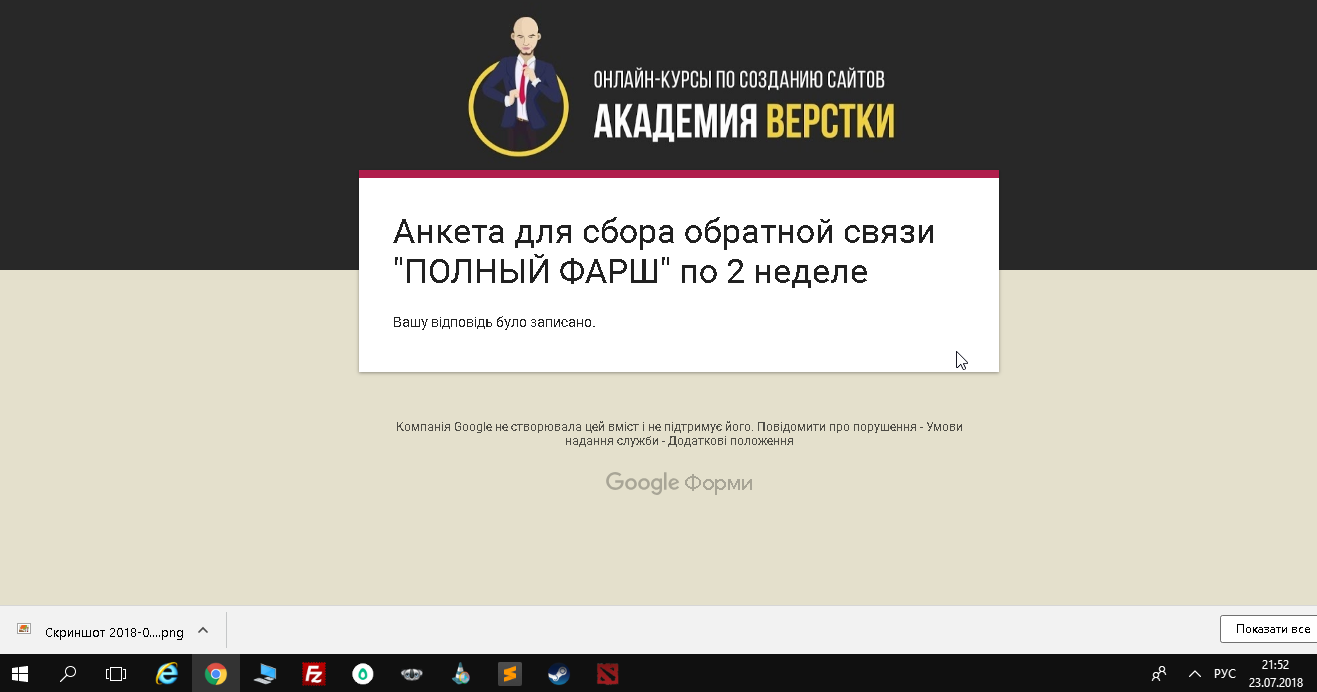 ОНЛАЙН-КУРСЫ ПО СОЗДАНИЮ САЙТОВ
АКАДЕМИЯ ВЕРСТКИ
Анкета для сбора обратной связи
"ПОЛНЫЙ ФАРШ" по 2 неделе
Вашу відповідь було записано.
Компанія Google не створювала цей вміст і не підтримує його. Повідомити про порушення - Умови
надання служби - Додаткові положення
Google Форми
Скриншот 2018-0....png
Показати все
РУС
21:52
23.07.2018